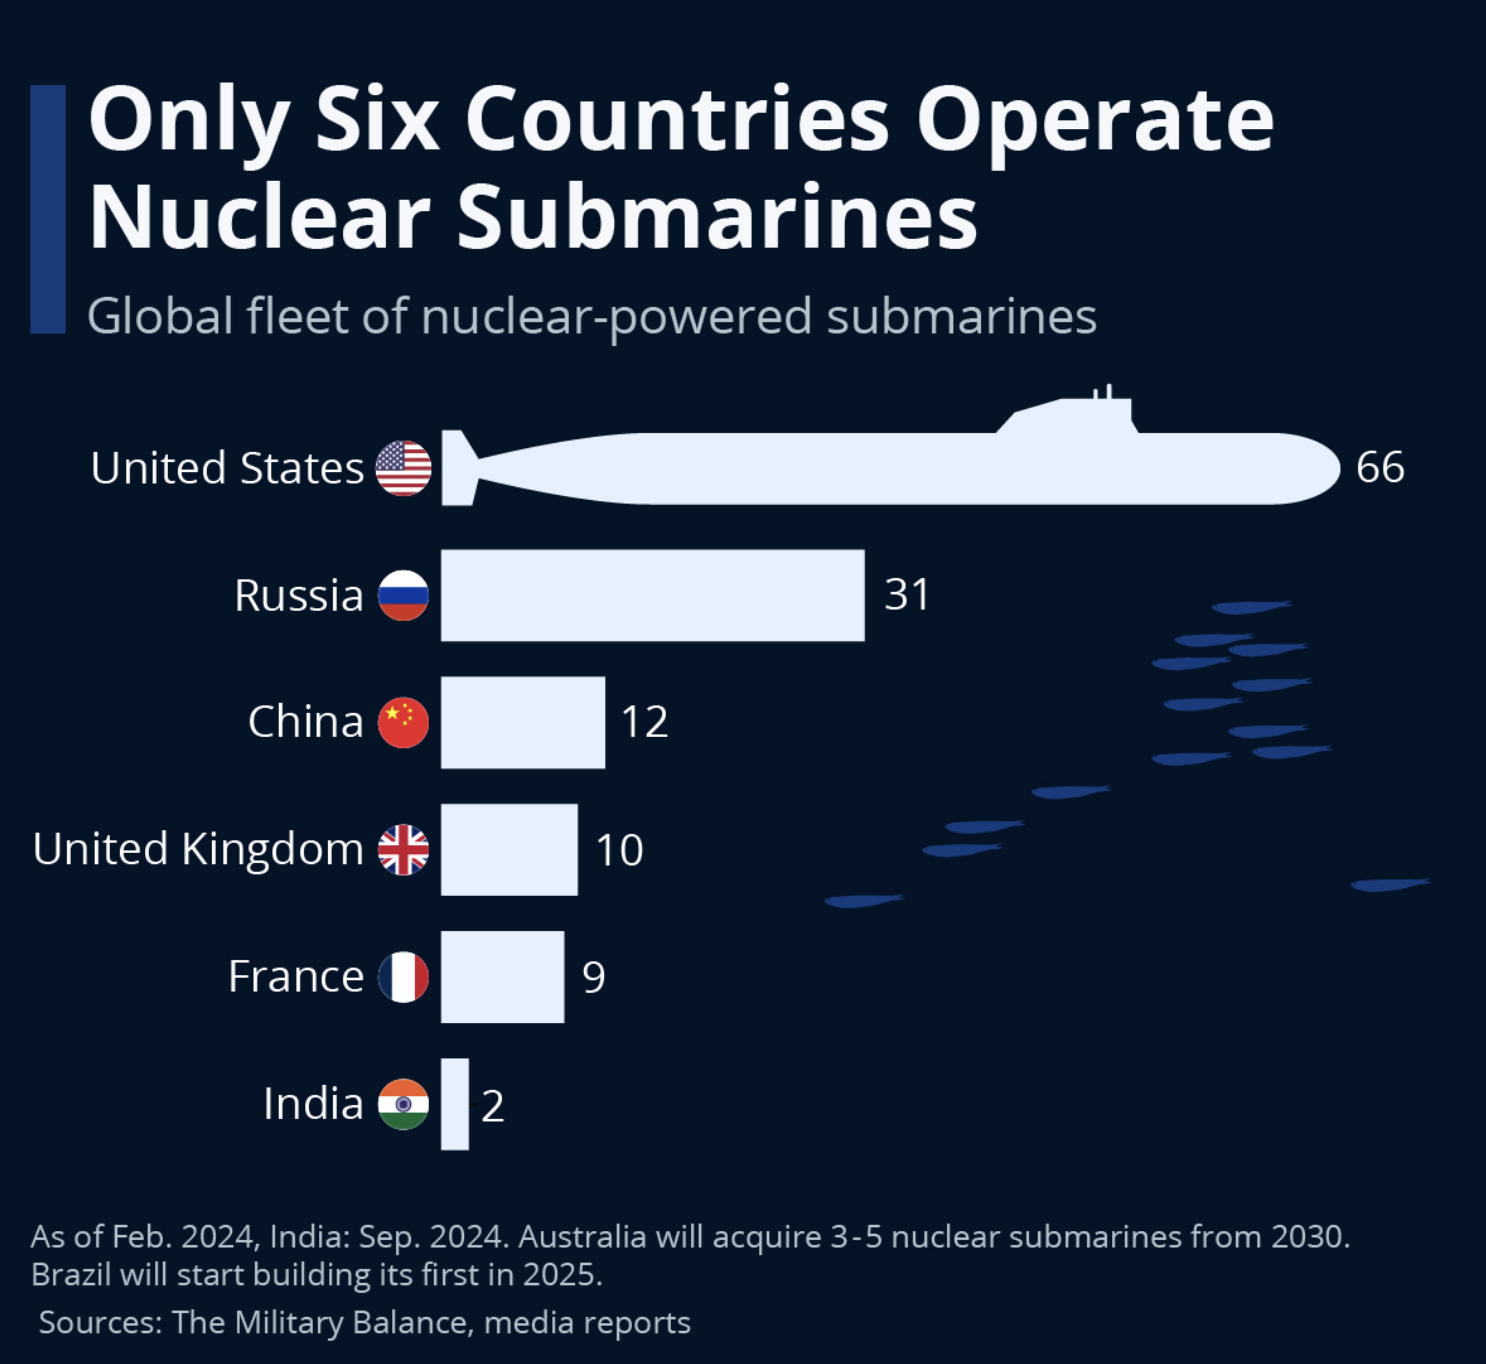 Only Six Countries Operate
Nuclear Submarines
Global fleet of nuclear-powered submarines
United States 66
Russia 31
China 12
United Kingdom 10
France 9
India 2
As of Feb. 2024, India: Sep. 2024. Australia will acquire 3-5 nuclear submarines from 2030.
Brazil will start building its first in 2025.
Sources: The Military Balance, media reports